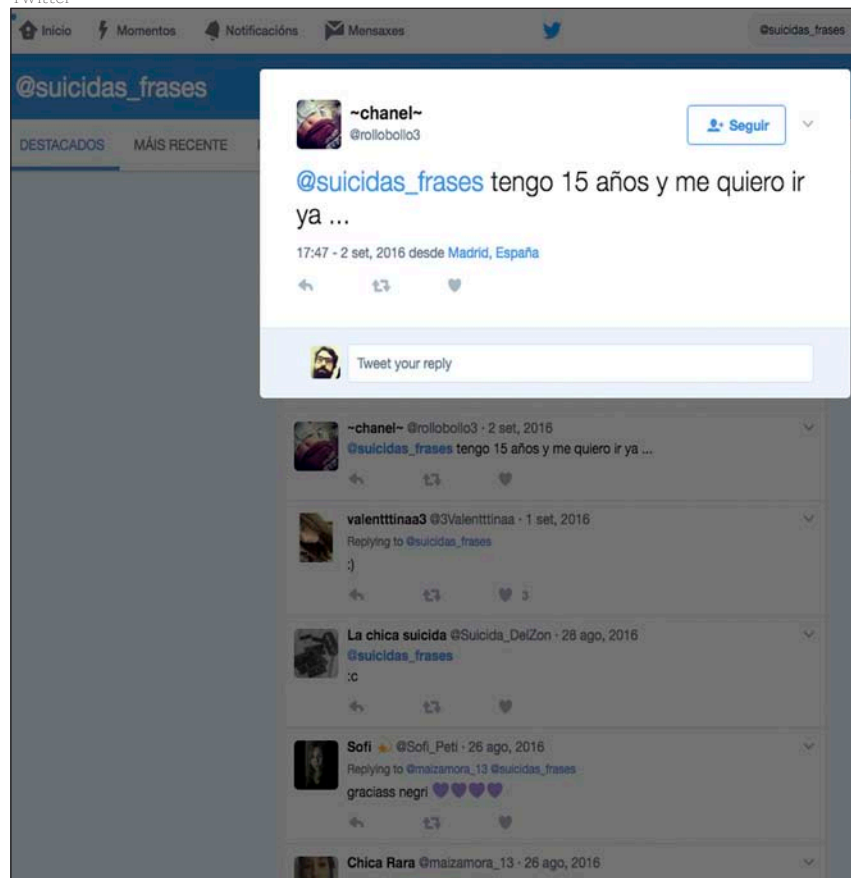 Twitter
Inicio Momentos Notificacións Mensaxes @suicidas_frases
@suicidas_frases
DESTACADOS MÁIS RECENTE
~chanel~
@rollobollo3
Seguir
@suicidas_frases tengo 15 años y me quiero ir
ya ...
17:47 - 2 set, 2016 desde Madrid, España
Tweet your reply
~chanel~ @rollobollo3 · 2 set, 2016
@suicidas_frases tengo 15 años y me quiero ir ya ...
valentttinaa3 @3Valentttinaa · 1 set, 2016
Replying to @suicidas_frases
:)
3
La chica suicida @Suicida_DelZon · 28 ago, 2016
@suicidas_frases
:c
Sofi @Sofi_Peti · 26 ago, 2016
Replying to @maizamora_13 @suicidas_frases
graciass negri 💜💜💜💜
Chica Rara @maizamora_13 · 26 ago, 2016